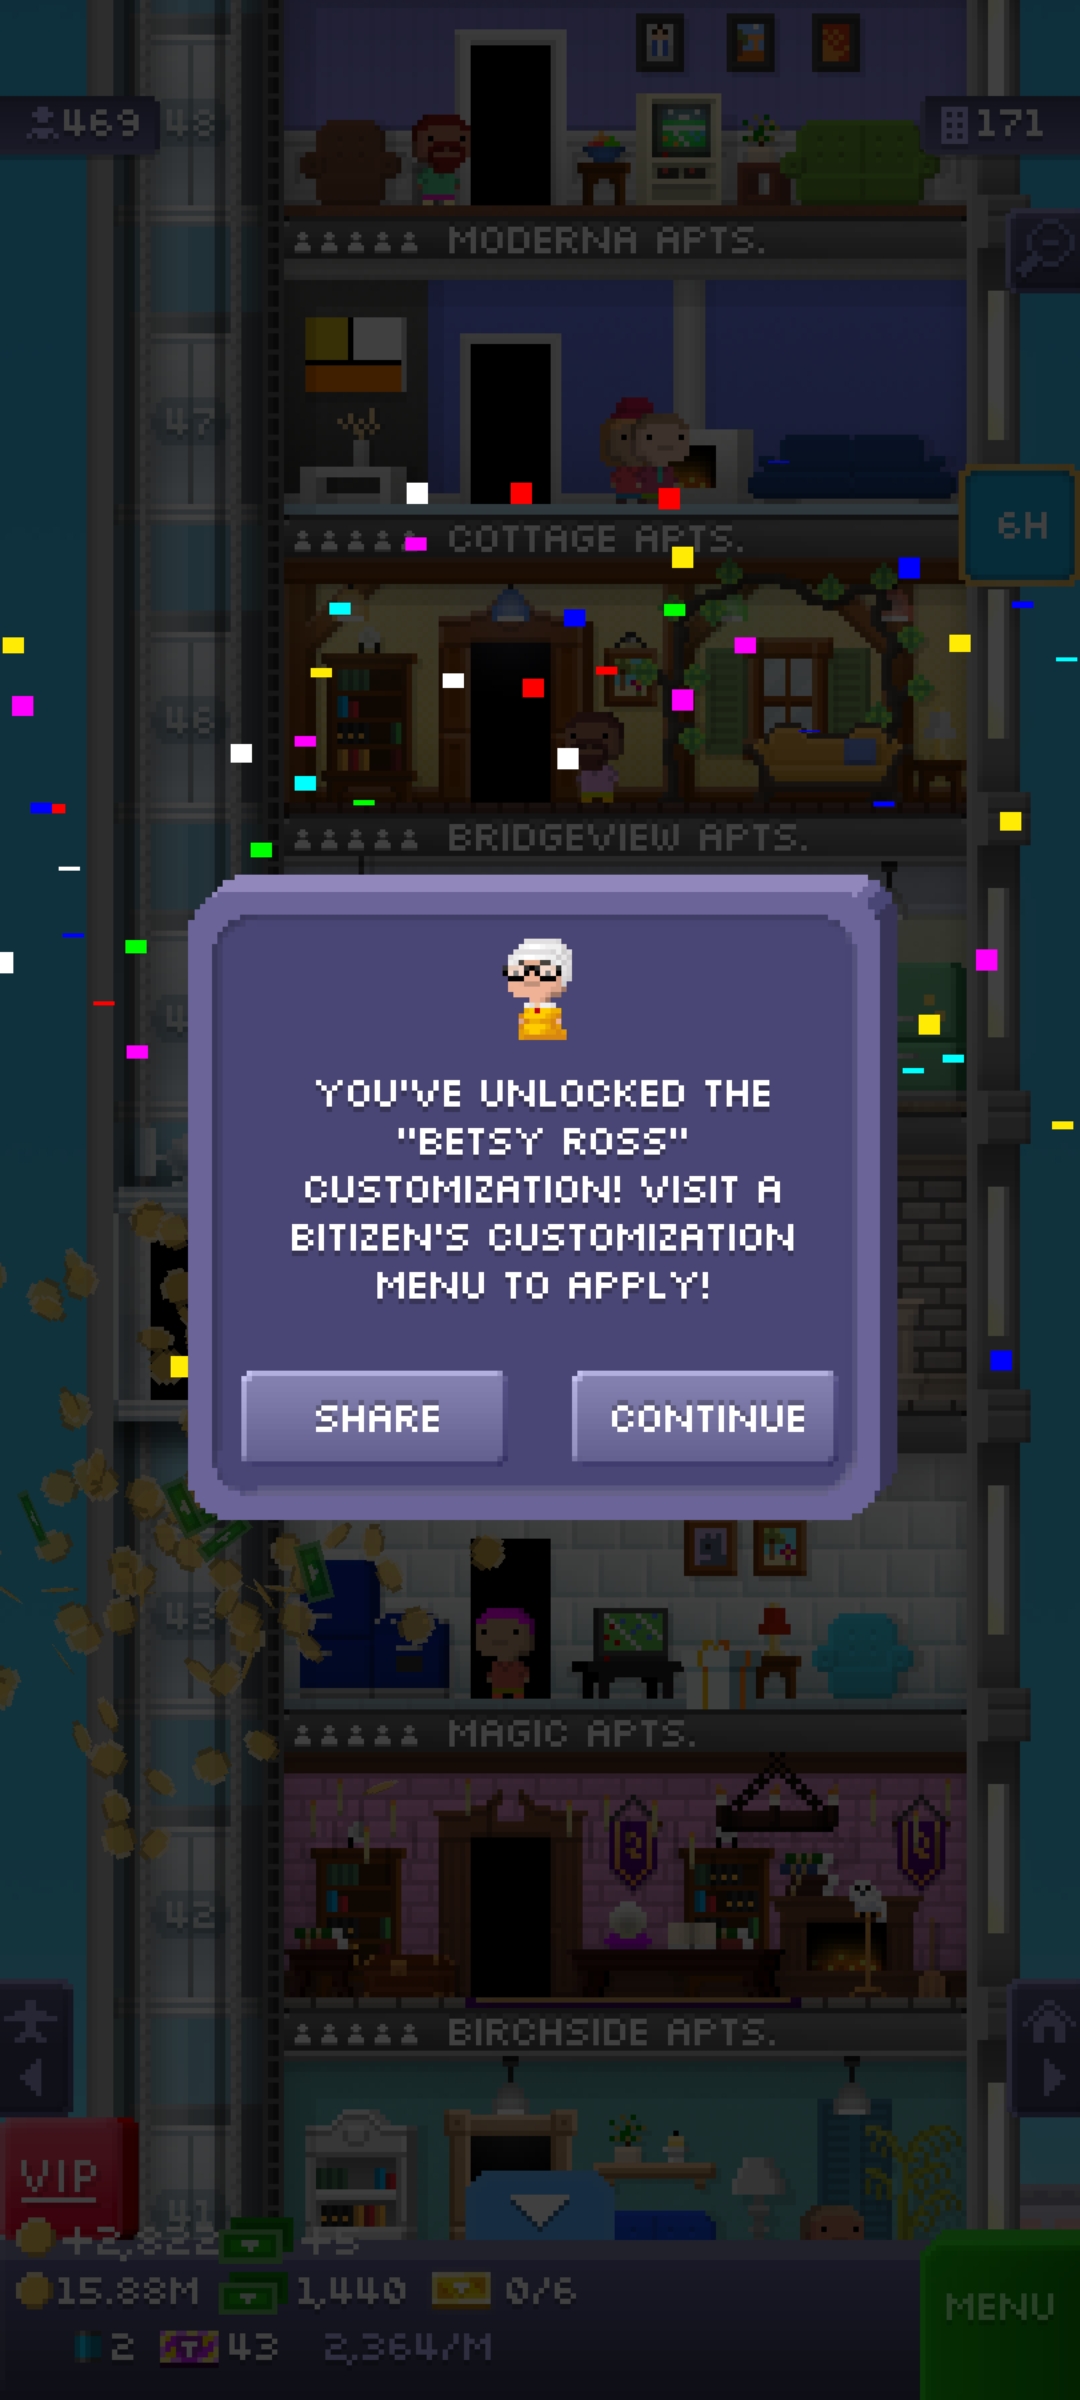 469
48
171
MODERNA APTS.
47
6H
COTTAGE APTS.
46
BRIDGEVIEW APTS.
YOU'VE UNLOCKED THE
"BETSY ROSS"
CUSTOMIZATION! VISIT A
BITIZEN'S CUSTOMIZATION
MENU TO APPLY!
SHARE
CONTINUE
43
MAGIC APTS.
42
BIRCHSIDE APTS.
VIP
41
+2,822 +5
15.88M 1,440 0/6
MENU
2 43 2,364/M